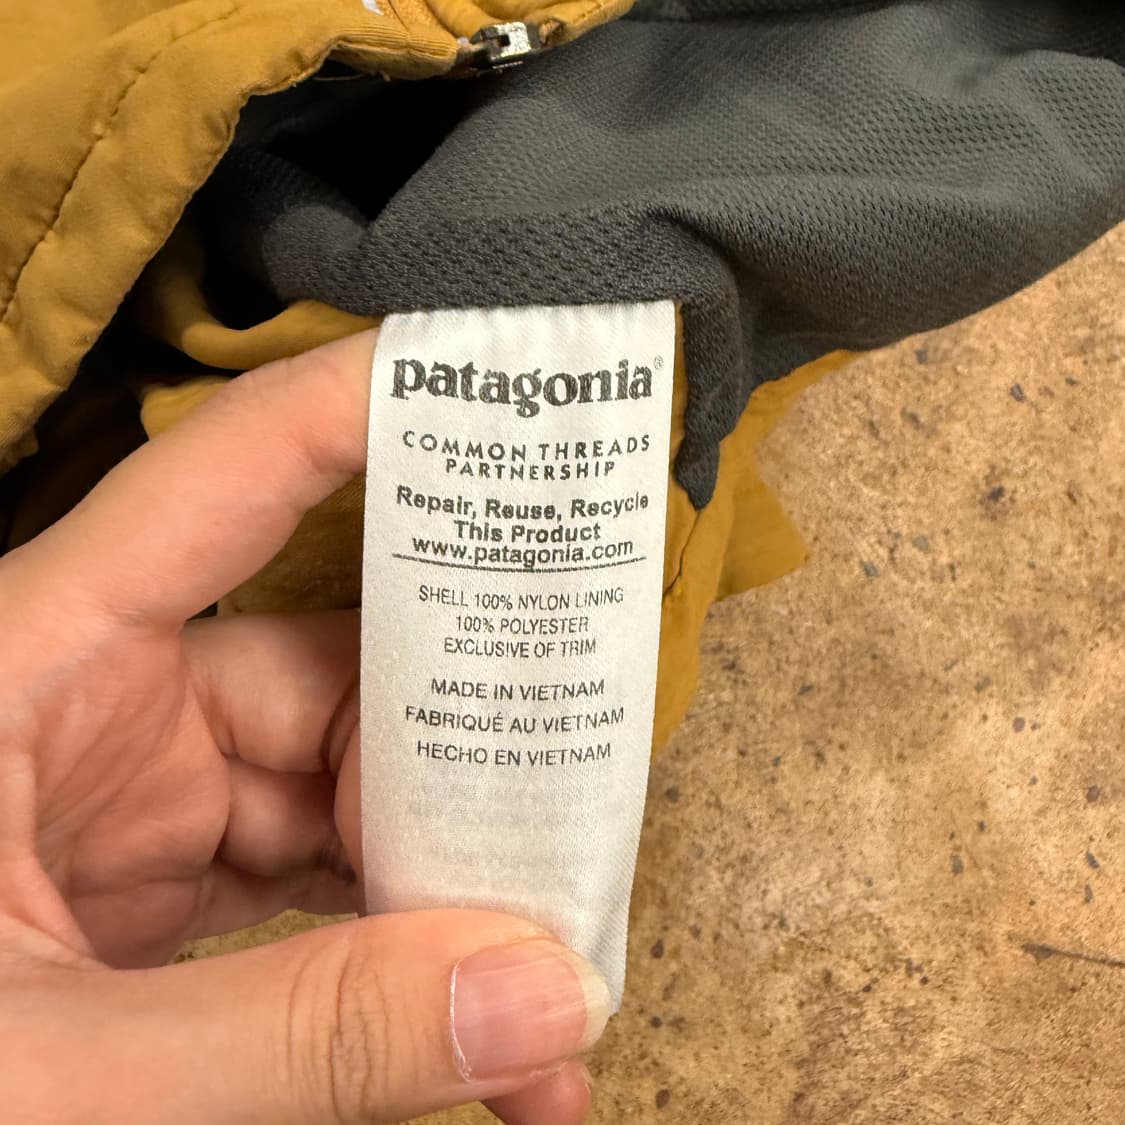 patagonia®
COMMON THREADS
PARTNERSHIP
Repair, Reuse, Recycle
This Product
www.patagonia.com
SHELL 100% NYLON LINING
100% POLYESTER
EXCLUSIVE OF TRIM
MADE IN VIETNAM
FABRIQUÉ AU VIETNAM
HECHO EN VIETNAM